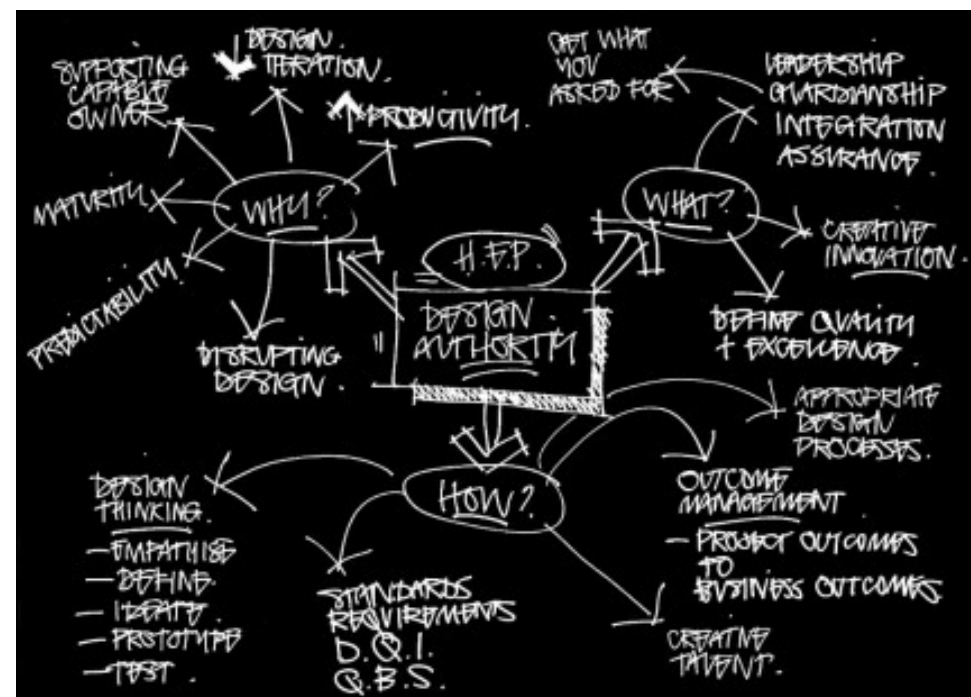 SUPPORTING
CAPABLE
OWNER
DESIGN
ITERATION.
PRODUCTIVITY.
MATURITY
PREDICTABILITY
WHY?
DISRUPTING
DESIGN.
GET WHAT
YOU
ASKED FOR
LEADERSHIP
GUARDIANSHIP
INTEGRATION
ASSURANCE.
WHAT?
CREATIVE
INNOVATION.
DEFINE QUALITY
+ EXCELLENCE.
H.E.P.
DESIGN
AUTHORITY
HOW?
APPROPRIATE
DESIGN
PROCESSES.
OUTCOME
MANAGEMENT
- PROJECT OUTCOMES
TO
BUSINESS OUTCOMES
CREATIVE
TALENT.
STANDARDS
REQUIREMENTS
D.Q.I.
Q.B.S.
DESIGN
THINKING.
- EMPATHISE
- DEFINE.
- IDEATE.
- PROTOTYPE
- TEST.